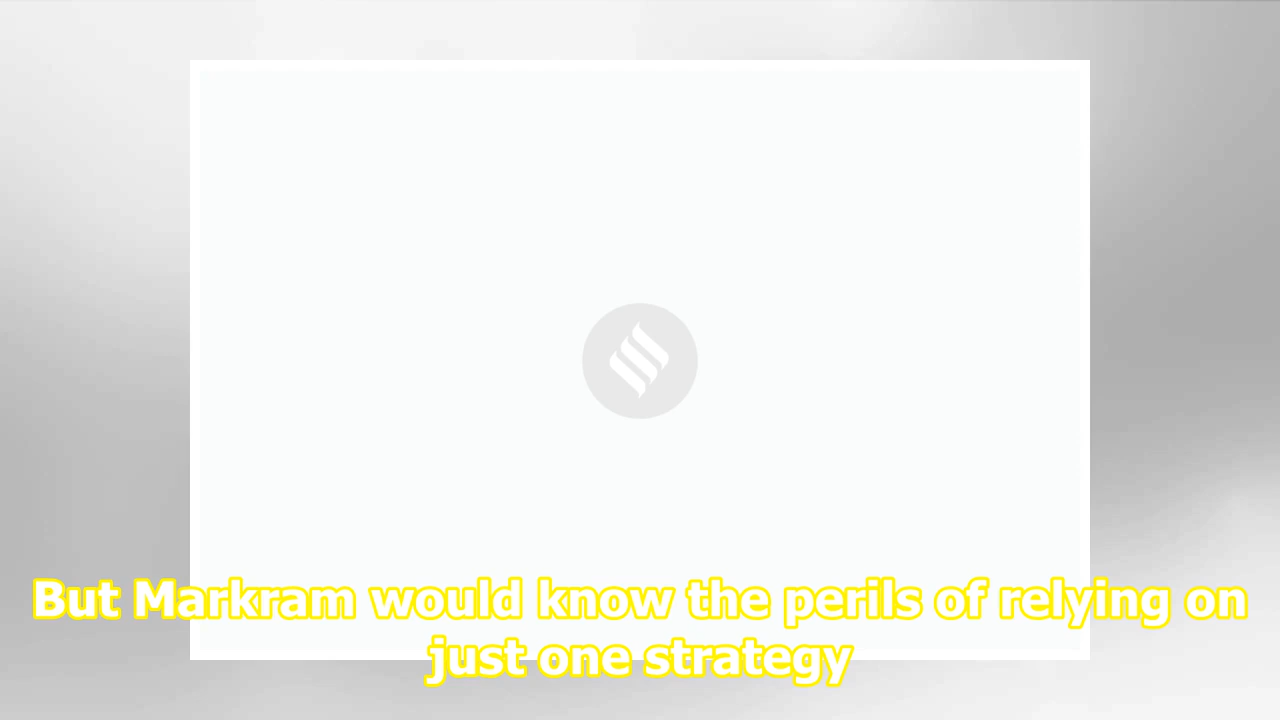 But Markram would know the perils of relying on
just one strategy